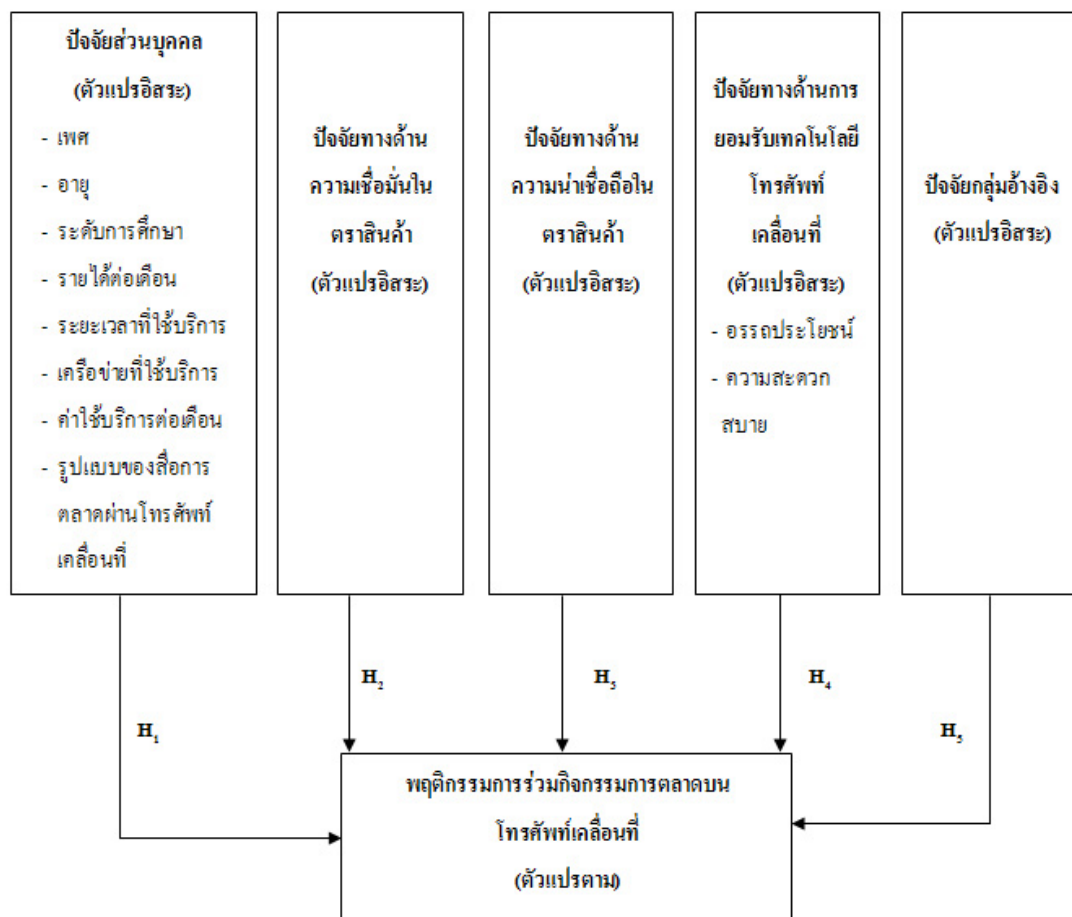 ปัจจัยส่วนบุคคล
(ตัวแปรอิสระ)
- เพศ
- อายุ
- ระดับการศึกษา
- รายได้ต่อเดือน
- ระยะเวลาที่ใช้บริการ
- เครือข่ายที่ใช้บริการ
- ค่าใช้บริการต่อเดือน
- รูปแบบของสื่อการ
ตลาดผ่านโทรศัพท์
เคลื่อนที่
ปัจจัยทางด้าน
ความเชื่อมั่นใน
ตราสินค้า
(ตัวแปรอิสระ)
ปัจจัยทางด้าน
ความน่าเชื่อถือใน
ตราสินค้า
(ตัวแปรอิสระ)
ปัจจัยทางด้านการ
ยอมรับเทคโนโลยี
โทรศัพท์
เคลื่อนที่
(ตัวแปรอิสระ)
- อรรถประโยชน์
- ความสะดวก
สบาย
ปัจจัยกลุ่มอ้างอิง
(ตัวแปรอิสระ)
H₁
H₂
H₅
H₄
H₅
พฤติกรรมการร่วมกิจกรรมการตลาดบน
โทรศัพท์เคลื่อนที่
(ตัวแปรตาม)